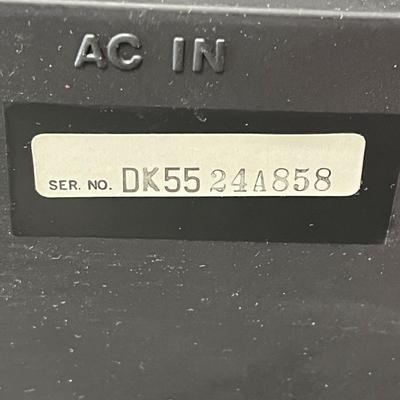 AC IN
SER. NO. DK55 24A858